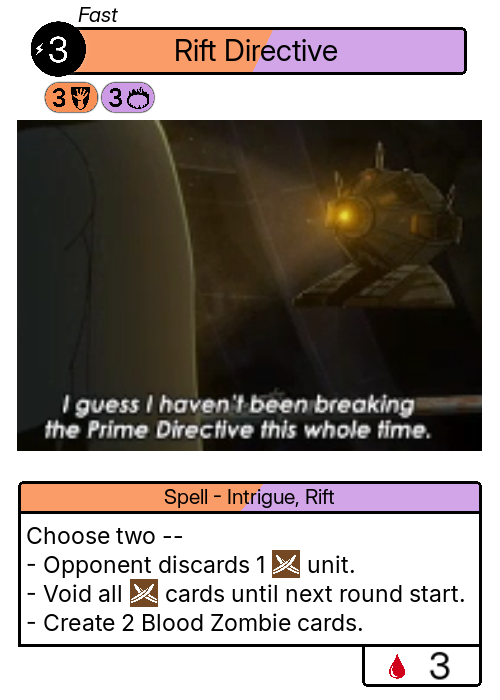 Fast
3
Rift Directive
3 3
I guess I haven't been breaking
the Prime Directive this whole time.
Spell - Intrigue, Rift
Choose two --
- Opponent discards 1 unit.
- Void all cards until next round start.
- Create 2 Blood Zombie cards.
3